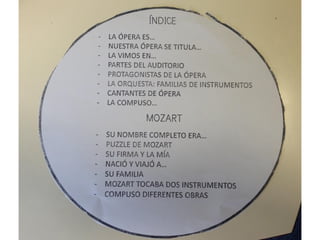 ÍNDICE
- LA ÓPERA ES...
- NUESTRA ÓPERA SE TITULA...
- LA VIMOS EN...
- PARTES DEL AUDITORIO
- PROTAGONISTAS DE LA ÓPERA
- LA ORQUESTA: FAMILIAS DE INSTRUMENTOS
- CANTANTES DE ÓPERA
- LA COMPUSO...
MOZART
- SU NOMBRE COMPLETO ERA...
- PUZZLE DE MOZART
- SU FIRMA Y LA MÍA
- NACIÓ Y VIAJÓ A...
- SU FAMILIA
- MOZART TOCABA DOS INSTRUMENTOS
- COMPUSO DIFERENTES OBRAS